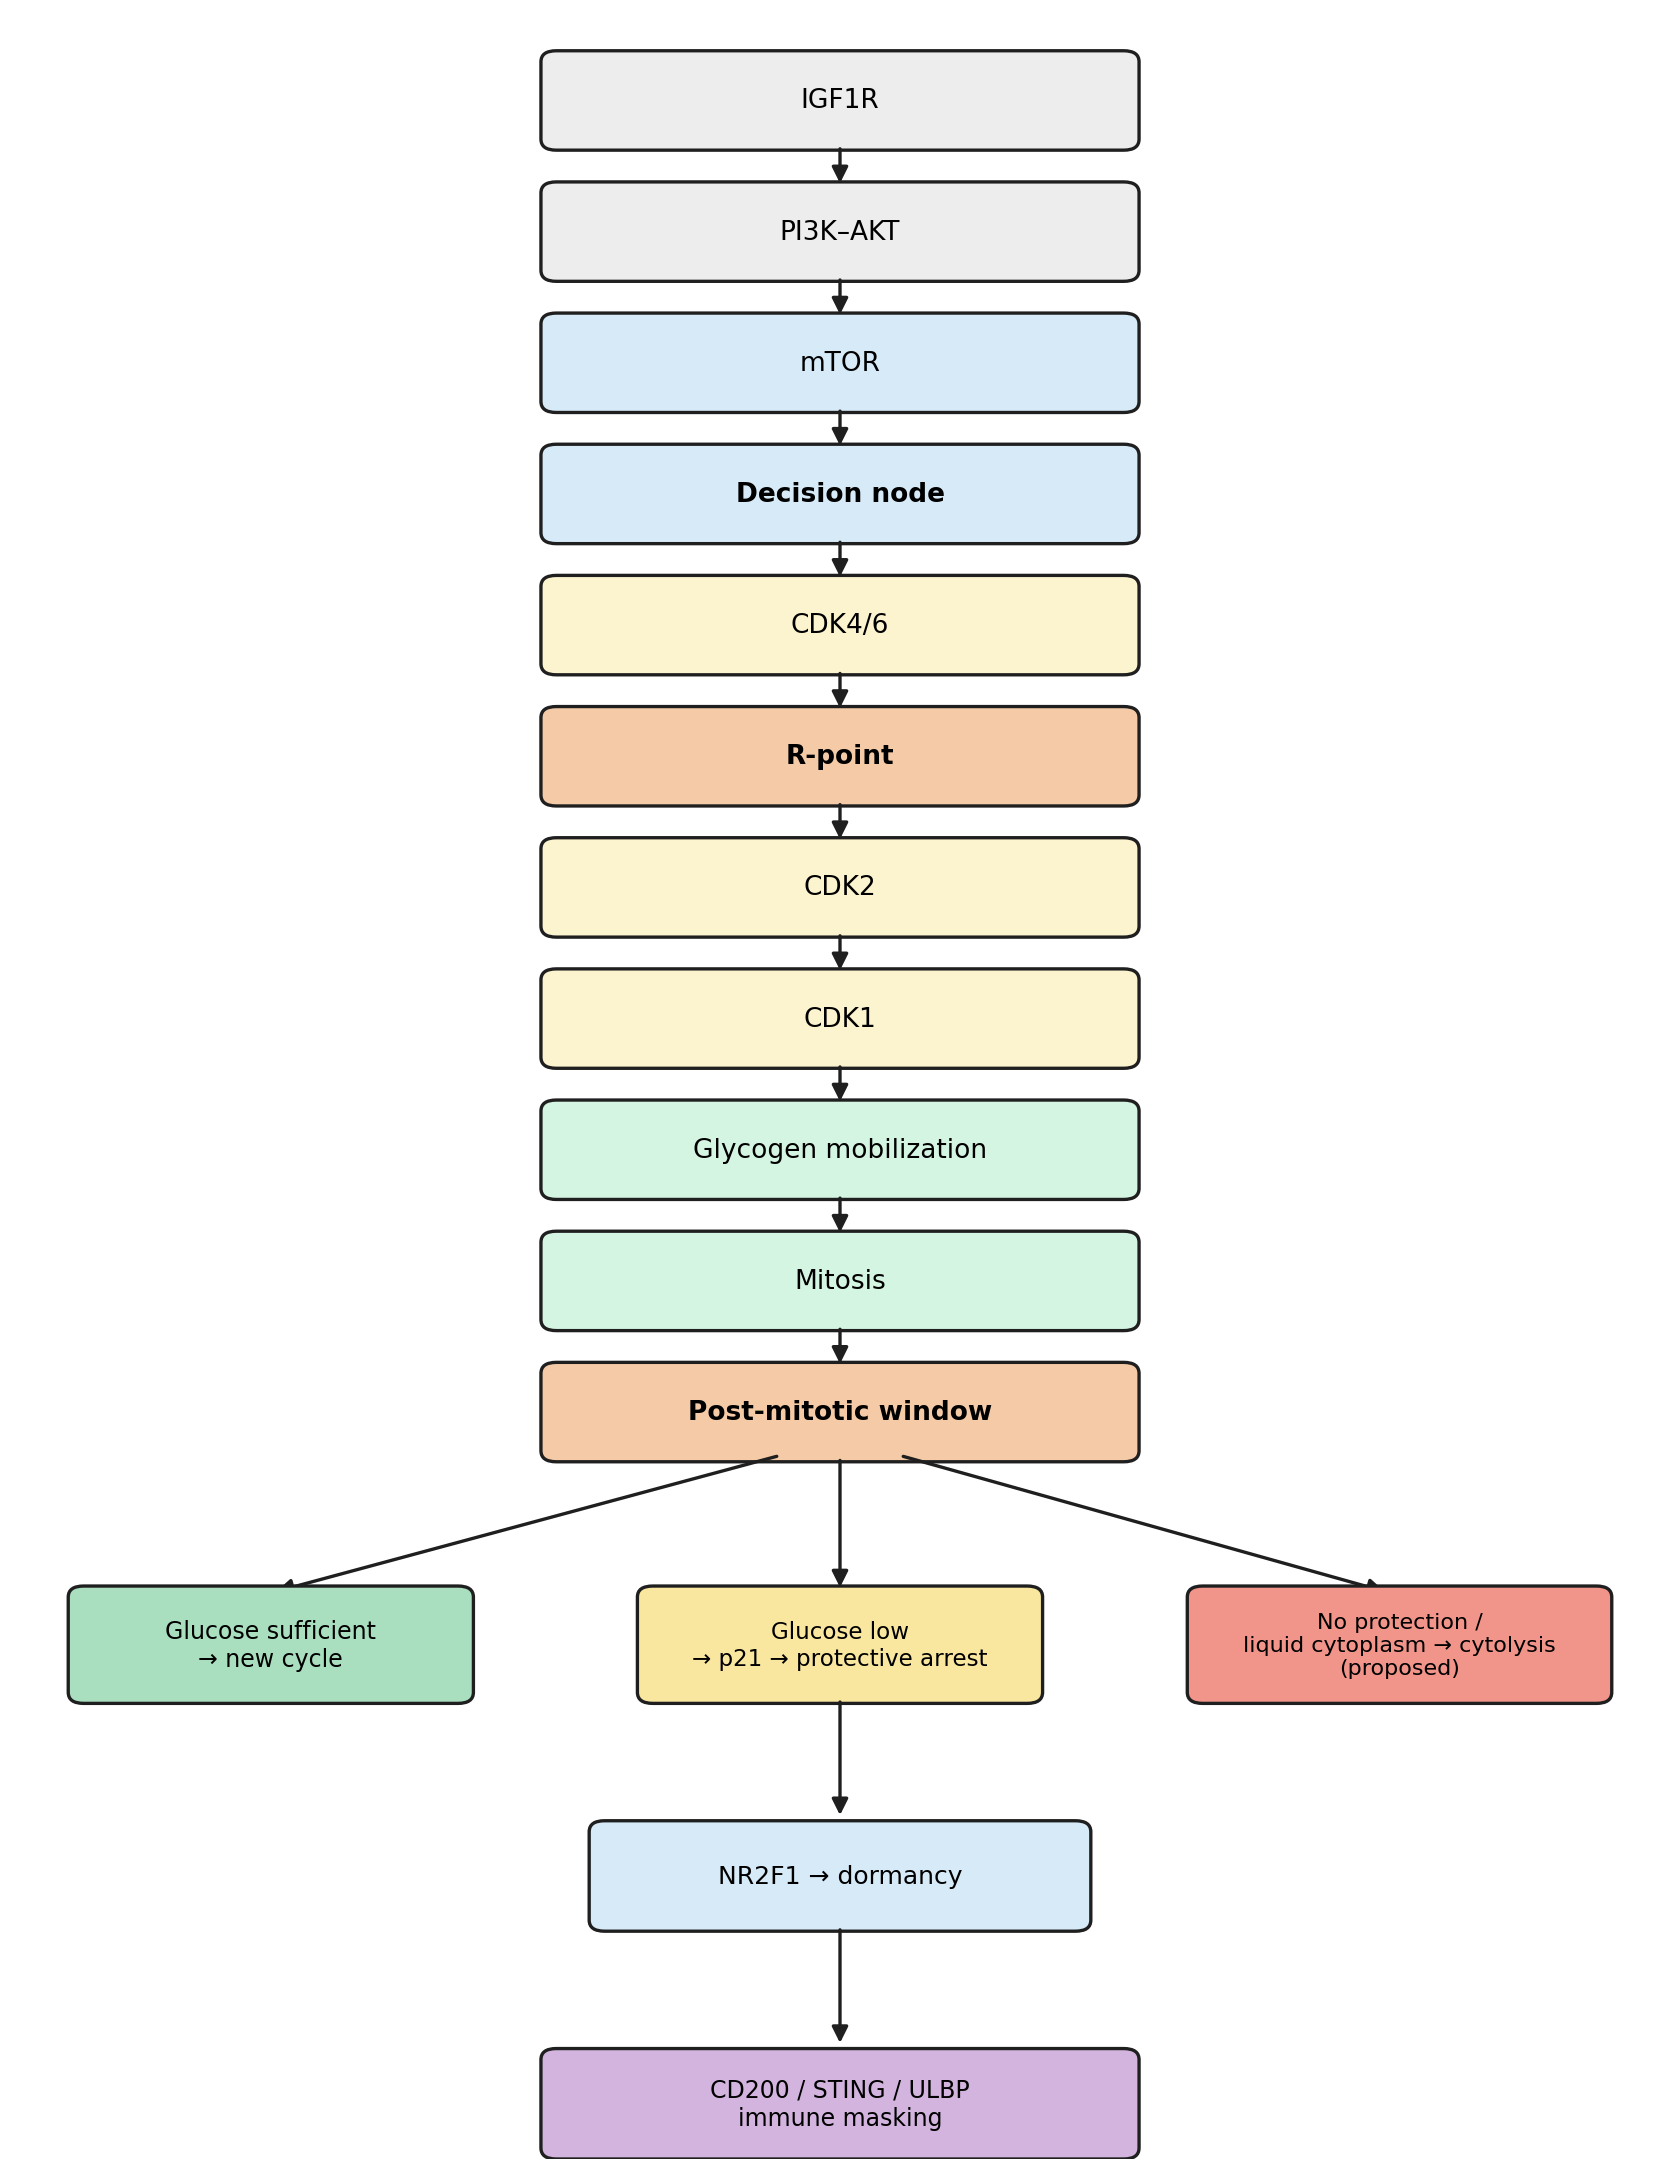 IGF1R
PI3K–AKT
mTOR
Decision node
CDK4/6
R-point
CDK2
CDK1
Glycogen mobilization
Mitosis
Post-mitotic window
Glucose sufficient
→ new cycle
Glucose low
→ p21 → protective arrest
No protection /
liquid cytoplasm → cytolysis
(proposed)
NR2F1 → dormancy
CD200 / STING / ULBP
immune masking